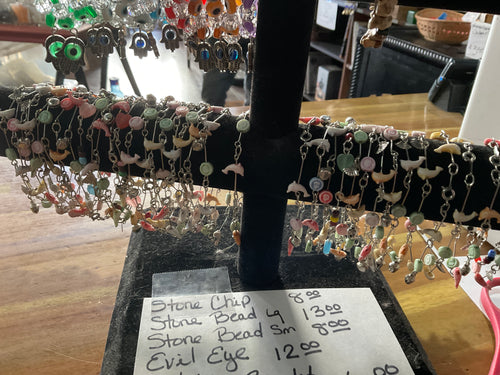 Stone Chip 8.00
Stone Bead Lg 13.00
Stone Bead Sm 8.00
Evil Eye 12.00